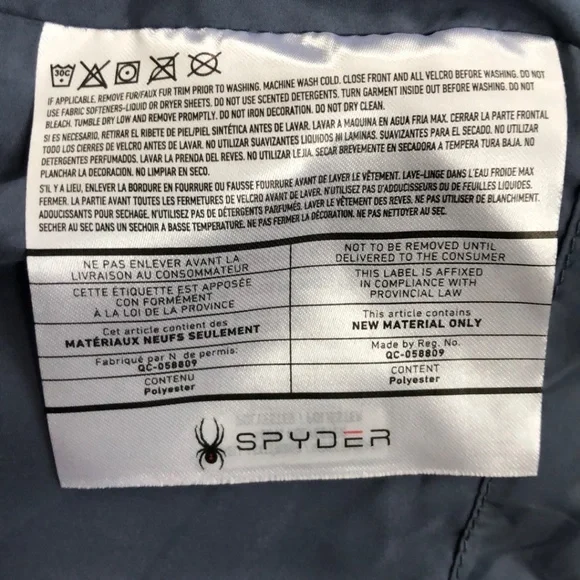 30C
IF APPLICABLE, REMOVE FUR/FAUX FUR TRIM PRIOR TO WASHING. MACHINE WASH COLD. CLOSE FRONT AND ALL VELCRO BEFORE WASHING. DO NOT
USE FABRIC SOFTENERS-LIQUID OR DRYER SHEETS. DO NOT USE SCENTED DETERGENTS. TURN GARMENT INSIDE OUT BEFORE WASHING. DO NOT
BLEACH. TUMBLE DRY LOW AND REMOVE PROMPTLY. DO NOT IRON DECORATION. DO NOT DRY CLEAN.
SI ES NECESARIO, RETIRAR EL RIBETE DE PIEL/PIEL SINTÉTICA ANTES DE LAVAR. LAVAR A MAQUINA EN AGUA FRIA MAX. CERRAR LA PARTE FRONTAL
TODO LOS CIERRES DE VELCRO ANTES DE LAVAR. NO UTILIZAR SUAVIZANTES LIQUIDOS NI LAMINAS. SUAVIZANTES PARA EL SECADO. NO UTILIZAR
DETERGENTES PERFUMADOS. LAVAR LA PRENDA DEL REVES. NO UTILIZAR LEJIA. SECAR BREVEMENTE EN SECADORA A TEMPERA TURA BAJA. NO
PLANCHAR LA DECORACION. NO LIMPIAR EN SECO.
S'IL Y A LIEU, ENLEVER LA BORDURE EN FOURRURE OU FAUSSE FOURRURE AVANT DE LAVER LE VÊTEMENT. LAVE-LINGE DANS L'EAU FROIDE MAX
FERMER. LA PARTIE AVANT TOUTES LES FERMETURES DE VELCRO AVANT DE LAVER. N'UTILISEZ PAS D'ADOUCISSEURS OU DE FEUILLES LIQUIDES.
ADOUCISSANTS POUR SECHAGE. N'UTILISEZ PAS DE DETERGENTS PARFUMÉS. LAVER LE VÊTEMENT DES REVES. NE PAS UTILISER DE BLANCHIMENT.
SECHER AU SEC DANS UN SECHOIR A BASSE TEMPERATURE. NE PAS FERMER LA DÉCORATION. NE PAS NETTOYER AU SEC.
NE PAS ENLEVER AVANT LA
LIVRAISON AU CONSOMMATEUR
CETTE ÉTIQUETTE EST APPOSÉE
CON FORMÉMENT
À LA LOI DE LA PROVINCE
Cet article contient des
MATÉRIAUX NEUFS SEULEMENT
Fabriqué par N de permis:
QC-058809
CONTENU
Polyester
NOT TO BE REMOVED UNTIL
DELIVERED TO THE CONSUMER
THIS LABEL IS AFFIXED
IN COMPLIANCE WITH
PROVINCIAL LAW
This article contains
NEW MATERIAL ONLY
Made by Reg. No.
QC-058809
CONTENT
Polyester
SPYDER